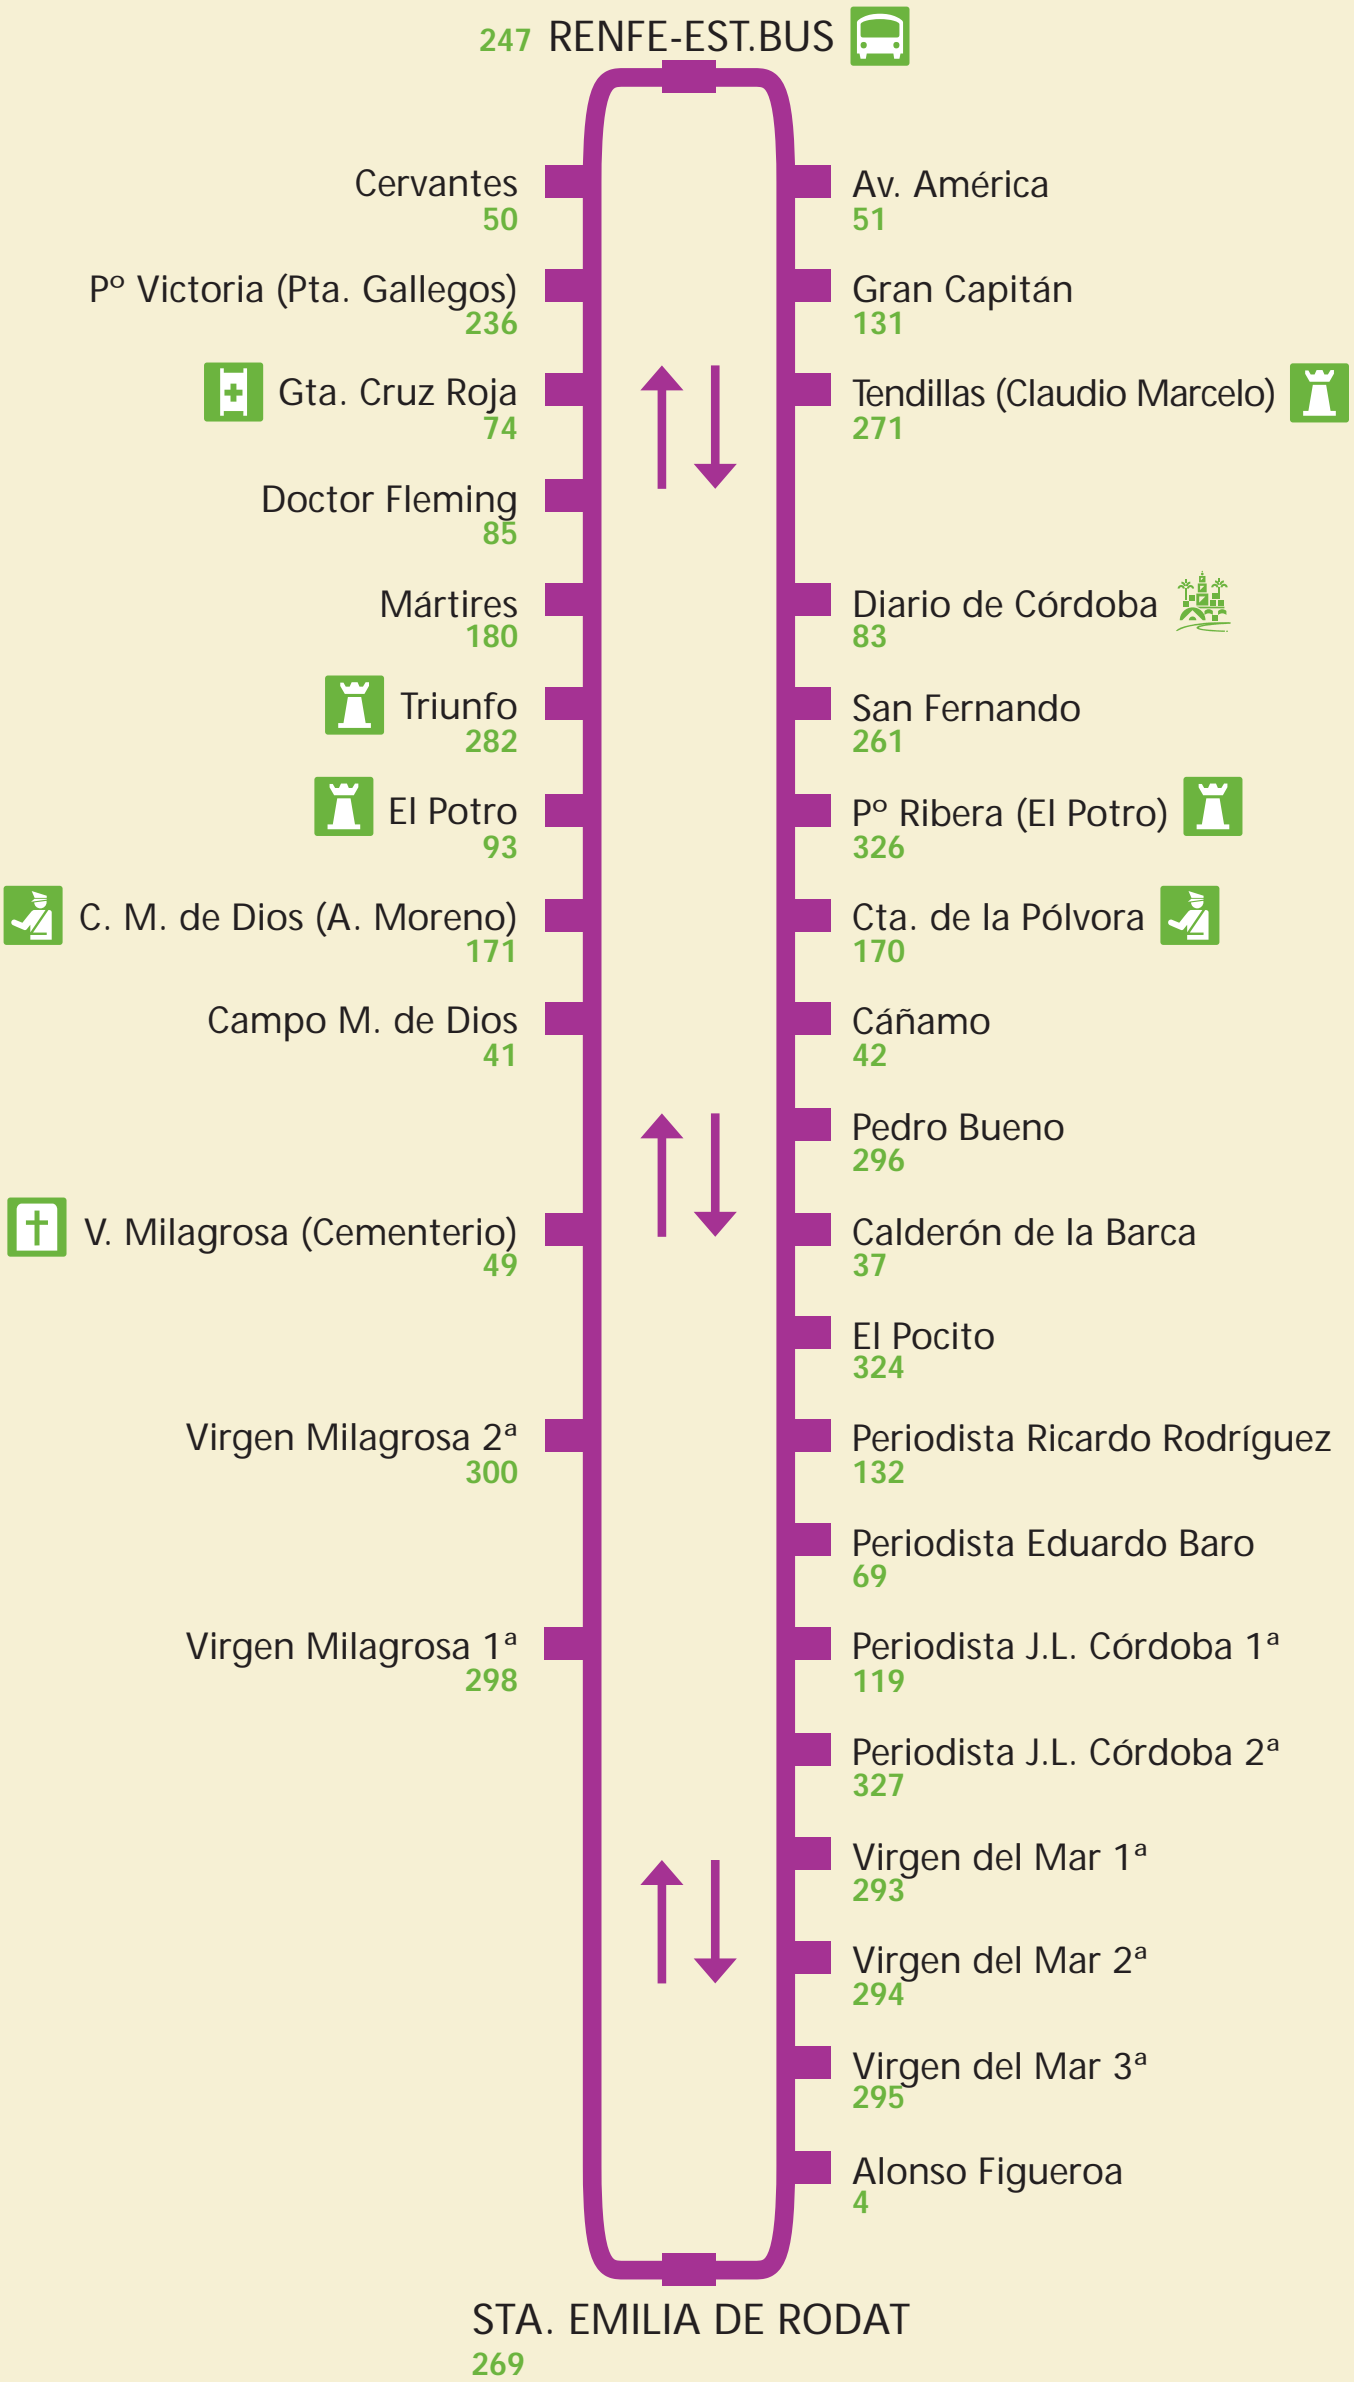 247 RENFE-EST.BUS
Cervantes
50
Pº Victoria (Pta. Gallegos)
236
Gta. Cruz Roja
74
Doctor Fleming
85
Mártires
180
Triunfo
282
El Potro
93
C. M. de Dios (A. Moreno)
171
Campo M. de Dios
41
V. Milagrosa (Cementerio)
49
Virgen Milagrosa 2ª
300
Virgen Milagrosa 1ª
298
Av. América
51
Gran Capitán
131
Tendillas (Claudio Marcelo)
271
Diario de Córdoba
83
San Fernando
261
Pº Ribera (El Potro)
326
Cta. de la Pólvora
170
Cáñamo
42
Pedro Bueno
296
Calderón de la Barca
37
El Pocito
324
Periodista Ricardo Rodríguez
132
Periodista Eduardo Baro
69
Periodista J.L. Córdoba 1ª
119
Periodista J.L. Córdoba 2ª
327
Virgen del Mar 1ª
293
Virgen del Mar 2ª
294
Virgen del Mar 3ª
295
Alonso Figueroa
4
STA. EMILIA DE RODAT
269